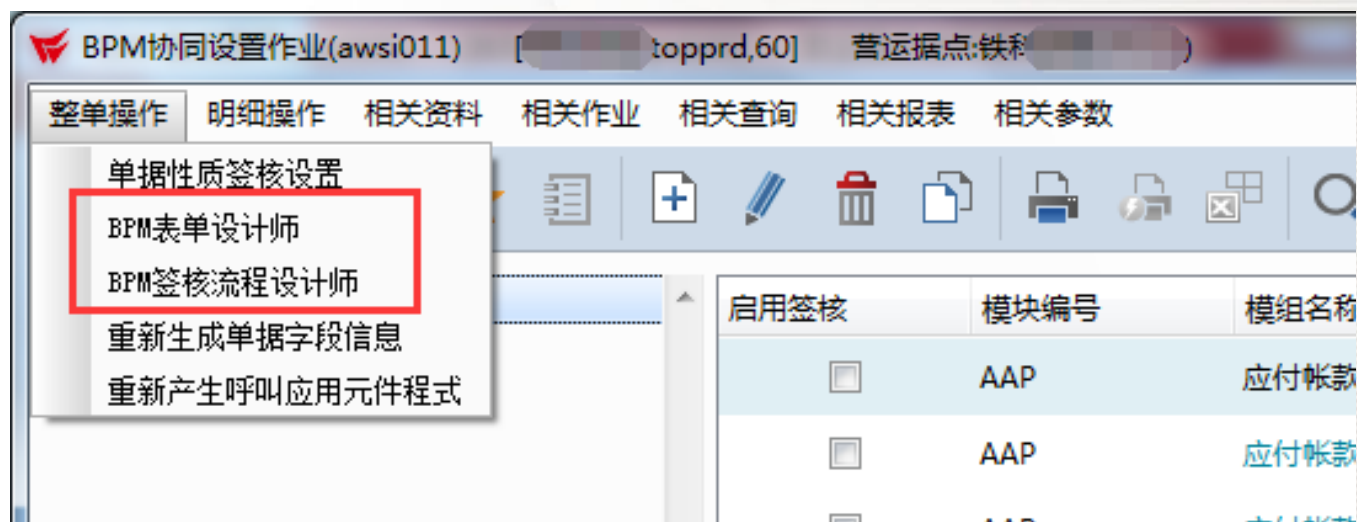 BPM协同设置作业(awsi011) [ topprd,60] 营运据点:铁科 )
整单操作 明细操作 相关资料 相关作业 相关查询 相关报表 相关参数
单据性质签核设置
BPM表单设计师
BPM签核流程设计师
重新生成单据字段信息
重新产生呼叫应用元件程式
启用签核 模块编号 模组名称
AAP 应付帐款
AAP 应付帐款